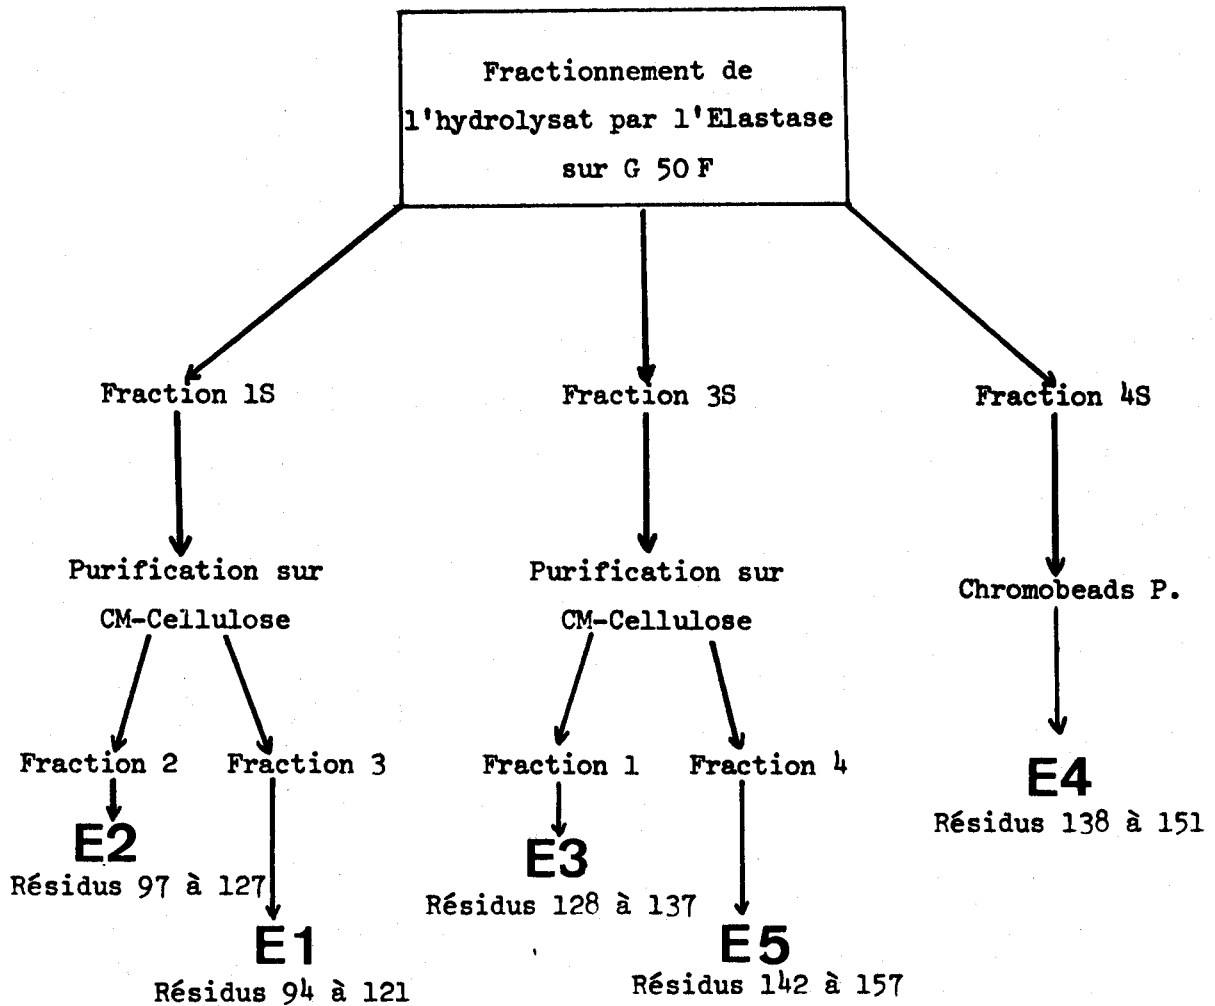 Fractionnement de
l'hydrolysat par l'Elastase
sur G 50 F
Fraction 1S
Fraction 3S
Fraction 4S
Purification sur
CM-Cellulose
Purification sur
CM-Cellulose
Chromobeads P.
Fraction 2
Fraction 3
Fraction 1
Fraction 4
E4
Résidus 138 à 151
E2
Résidus 97 à 127
E3
Résidus 128 à 137
E1
Résidus 94 à 121
E5
Résidus 142 à 157